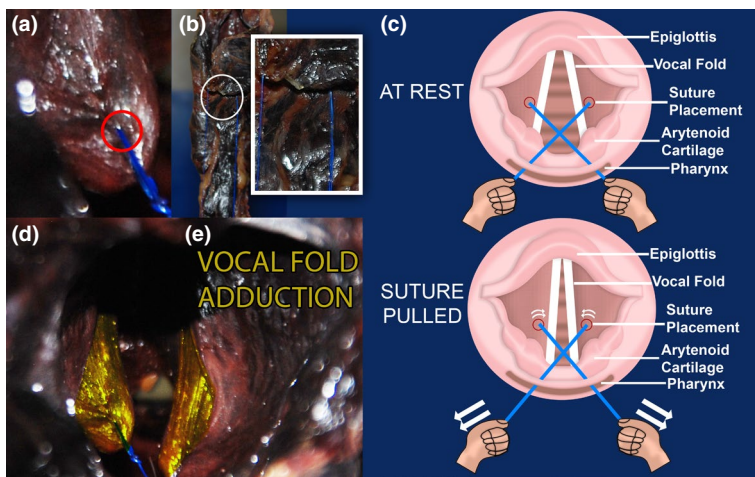 (a)
(b)
(c)
AT REST
Epiglottis
Vocal Fold
Suture
Placement
Arytenoid
Cartilage
Pharynx
(d)
(e)
VOCAL FOLD
ADDUCTION
SUTURE
PULLED
Epiglottis
Vocal Fold
Suture
Placement
Arytenoid
Cartilage
Pharynx